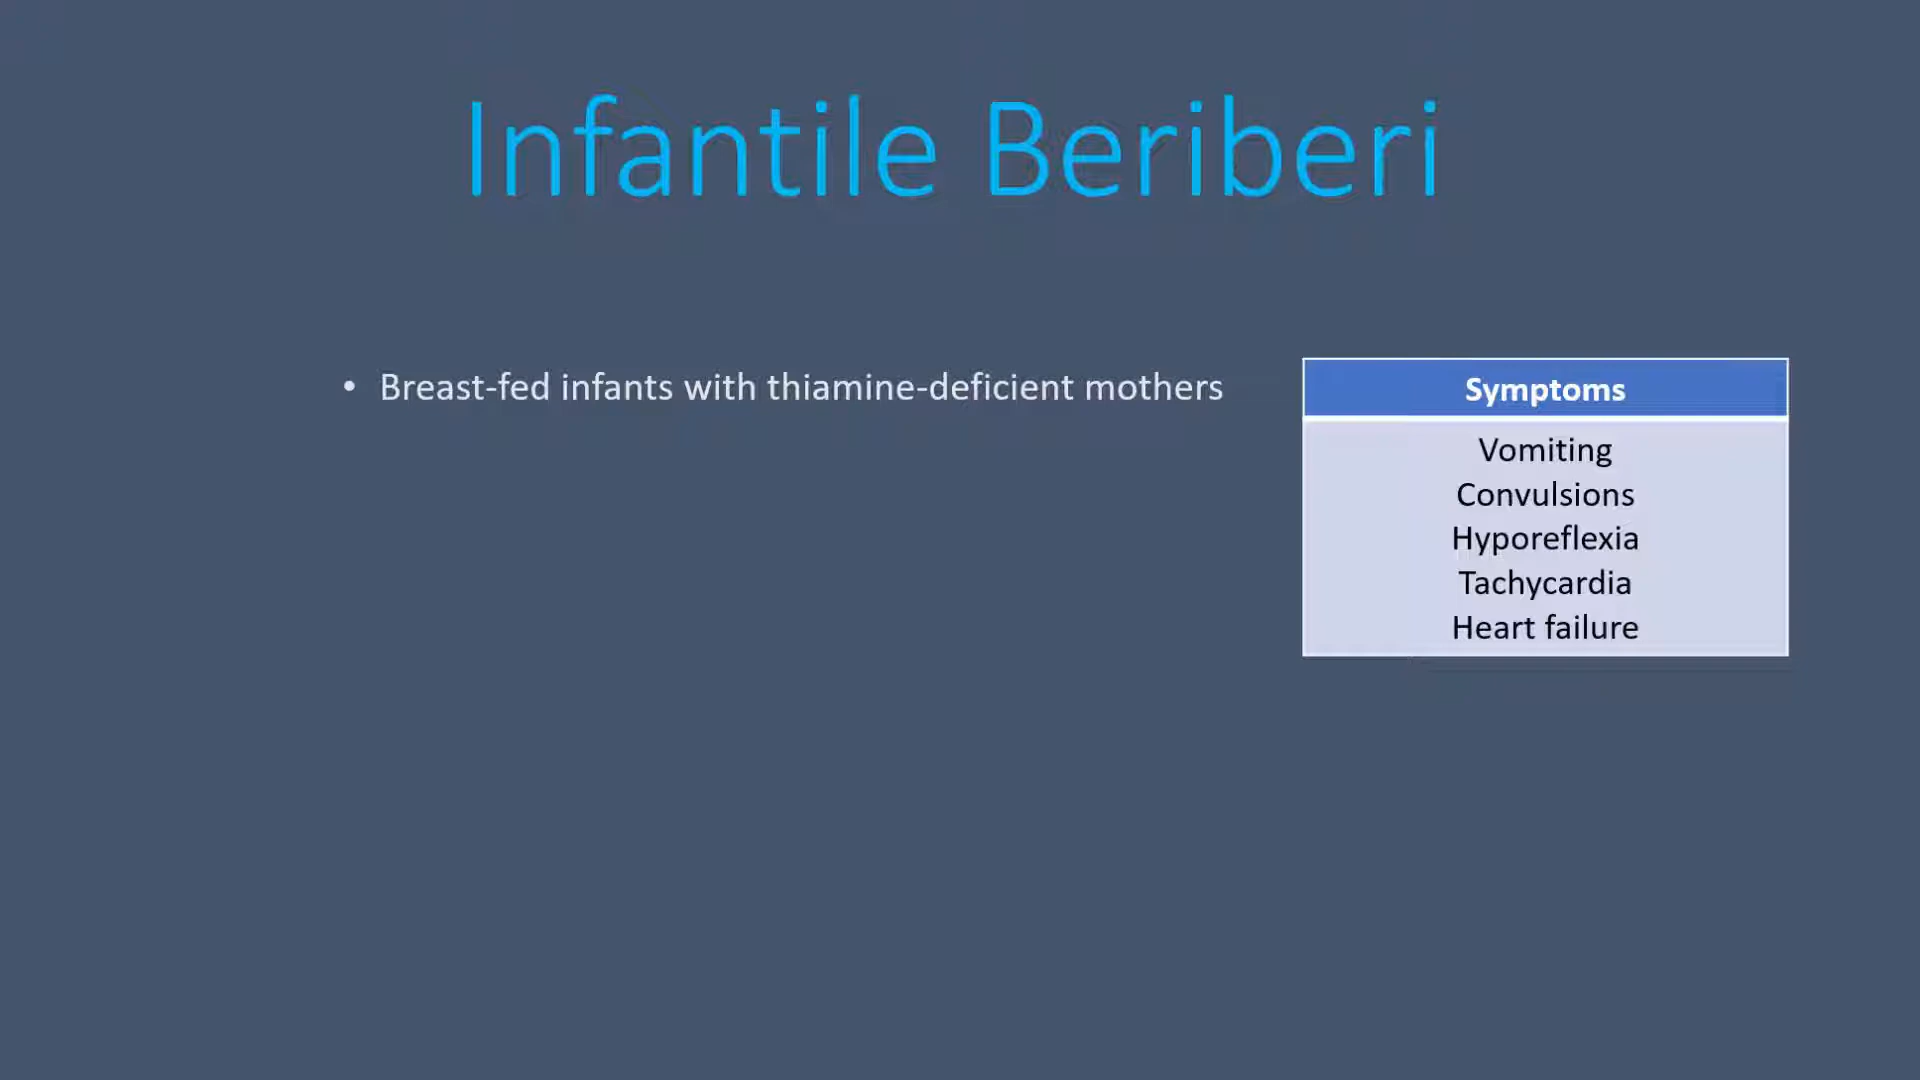 Infantile Beriberi
• Breast-fed infants with thiamine-deficient mothers
Symptoms
Vomiting
Convulsions
Hyporeflexia
Tachycardia
Heart failure